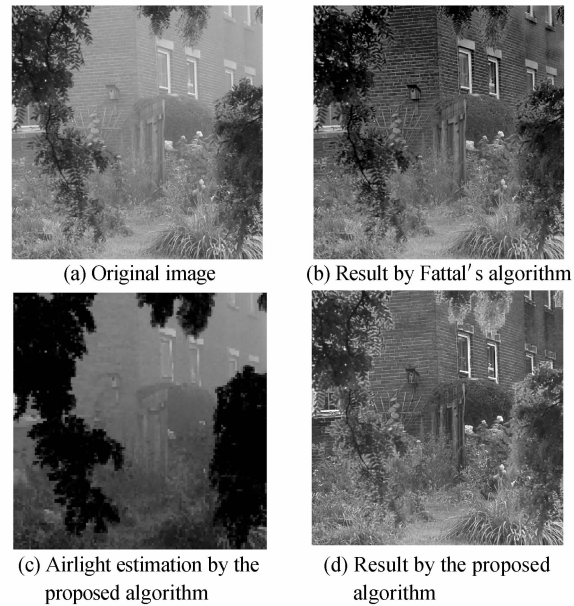 (a) Original image
(b) Result by Fattal's algorithm
(c) Airlight estimation by the
proposed algorithm
(d) Result by the proposed
algorithm